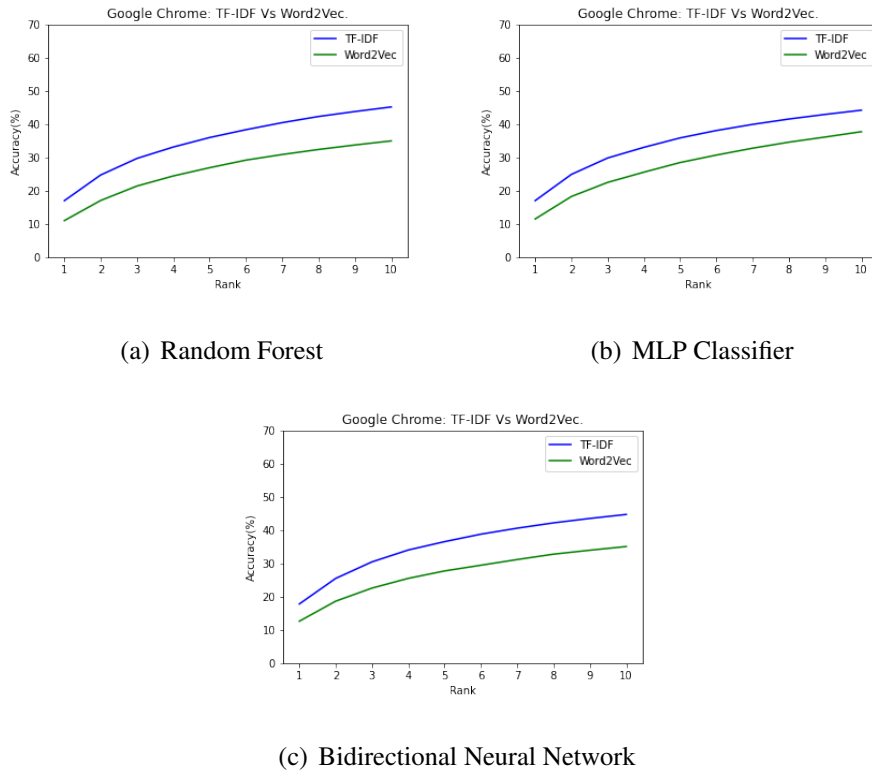 Google Chrome: TF-IDF Vs Word2Vec.
70
60
50
40
30
20
10
0
Accuracy(%)
TF-IDF
Word2Vec
1 2 3 4 5 6 7 8 9 10
Rank
(a) Random Forest
Google Chrome: TF-IDF Vs Word2Vec.
70
60
50
40
30
20
10
0
Accuracy(%)
TF-IDF
Word2Vec
1 2 3 4 5 6 7 8 9 10
Rank
(b) MLP Classifier
Google Chrome: TF-IDF Vs Word2Vec.
70
60
50
40
30
20
10
0
Accuracy(%)
TF-IDF
Word2Vec
1 2 3 4 5 6 7 8 9 10
Rank
(c) Bidirectional Neural Network